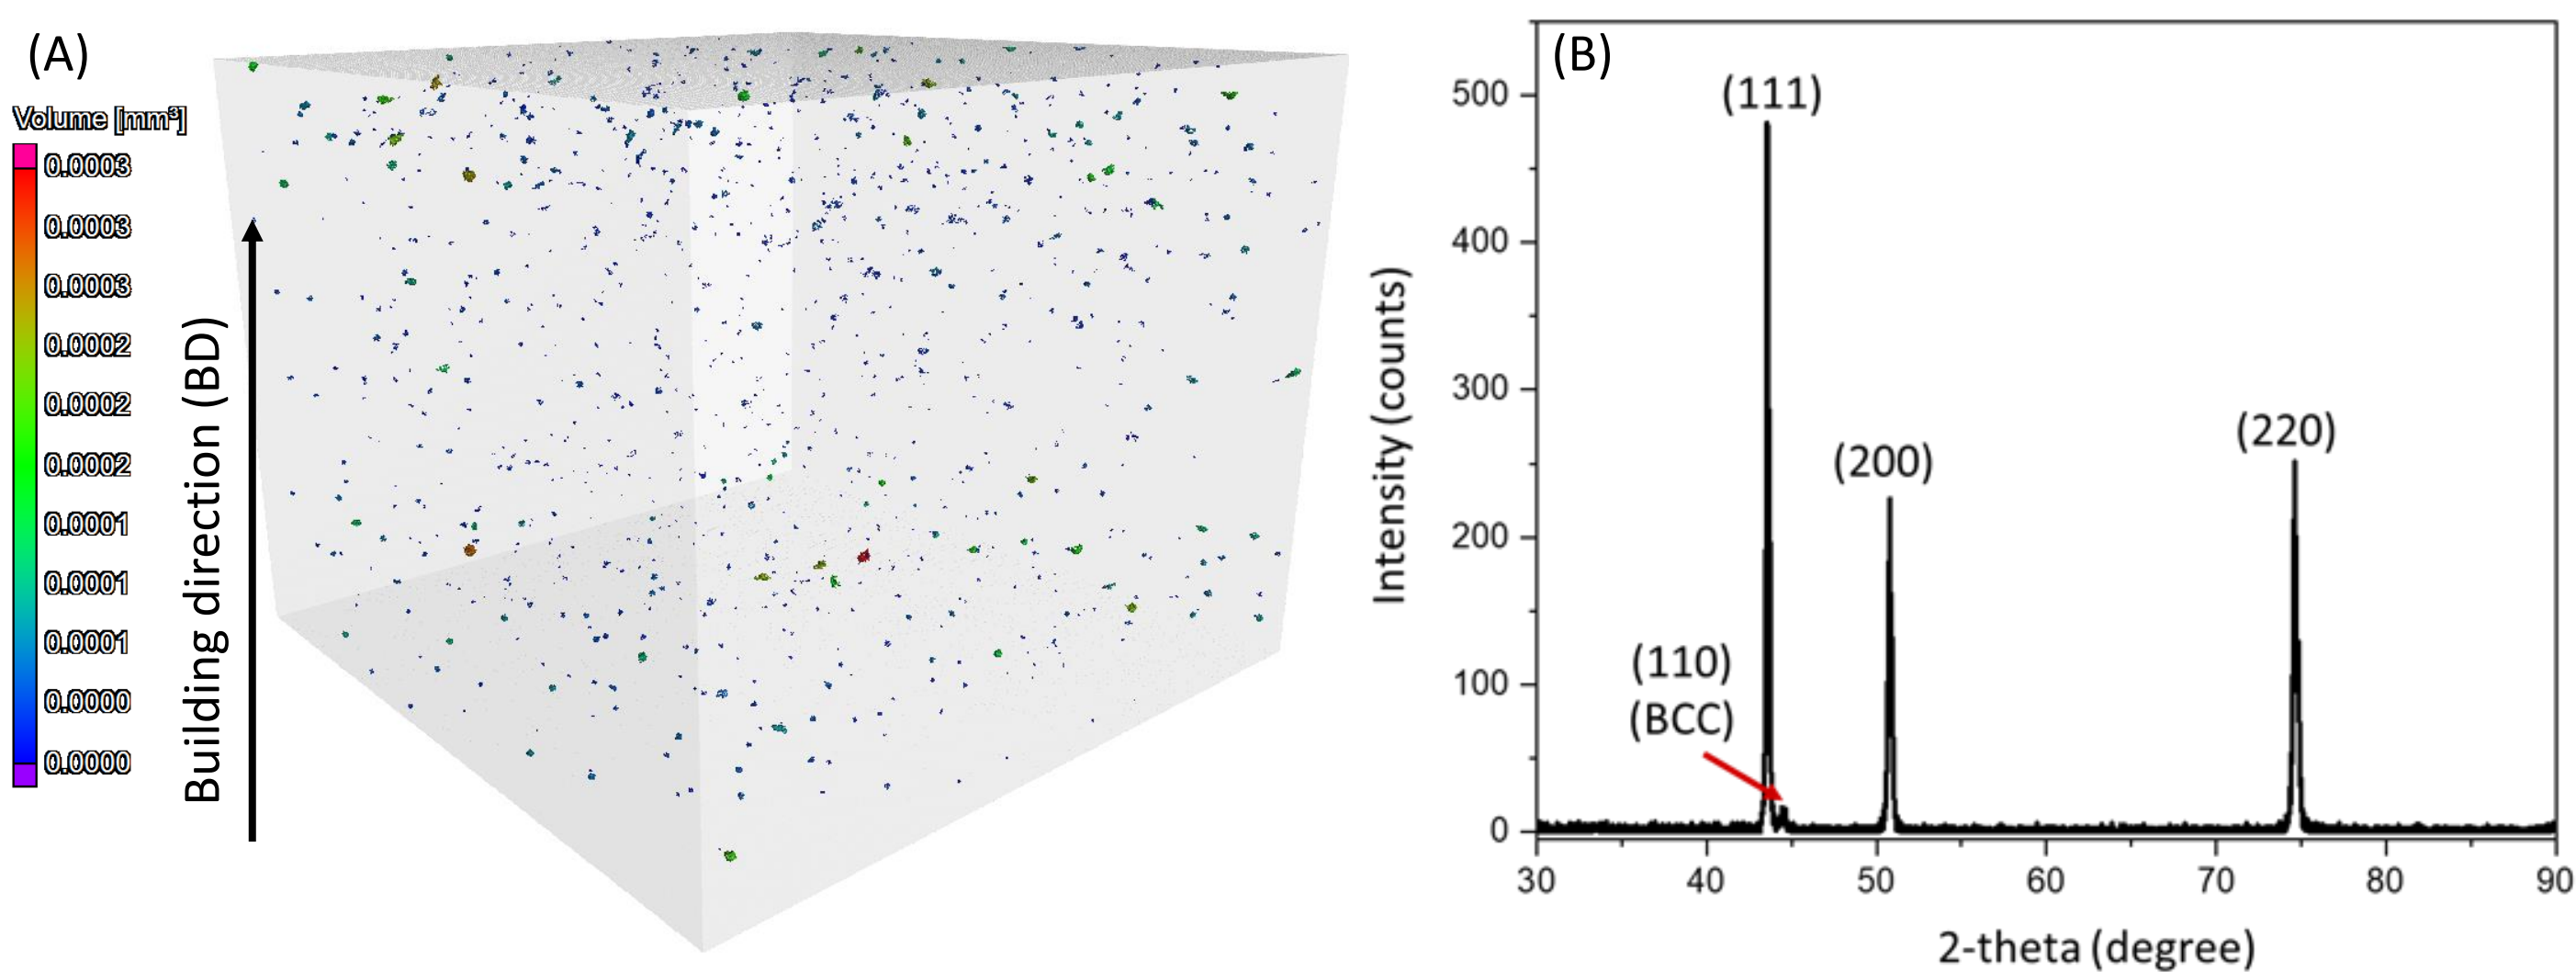 (A)
Volume [mm³]
0.0003
0.0003
0.0003
0.0002
0.0002
0.0002
0.0001
0.0001
0.0001
0.0000
0.0000
Building direction (BD)
(B)
Intensity (counts)
500
400
300
200
100
0
(111)
(200)
(220)
(110)
(BCC)
30 40 50 60 70 80 90
2-theta (degree)